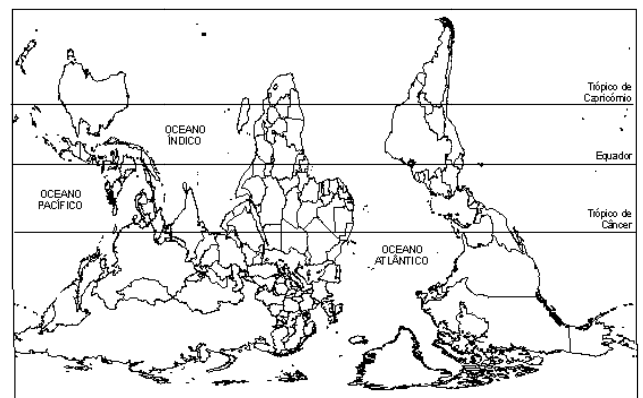 Trópico de
Capricórnio
OCEANO
ÍNDICO
Equador
OCEANO
PACÍFICO
Trópico de
Câncer
OCEANO
ATLÂNTICO